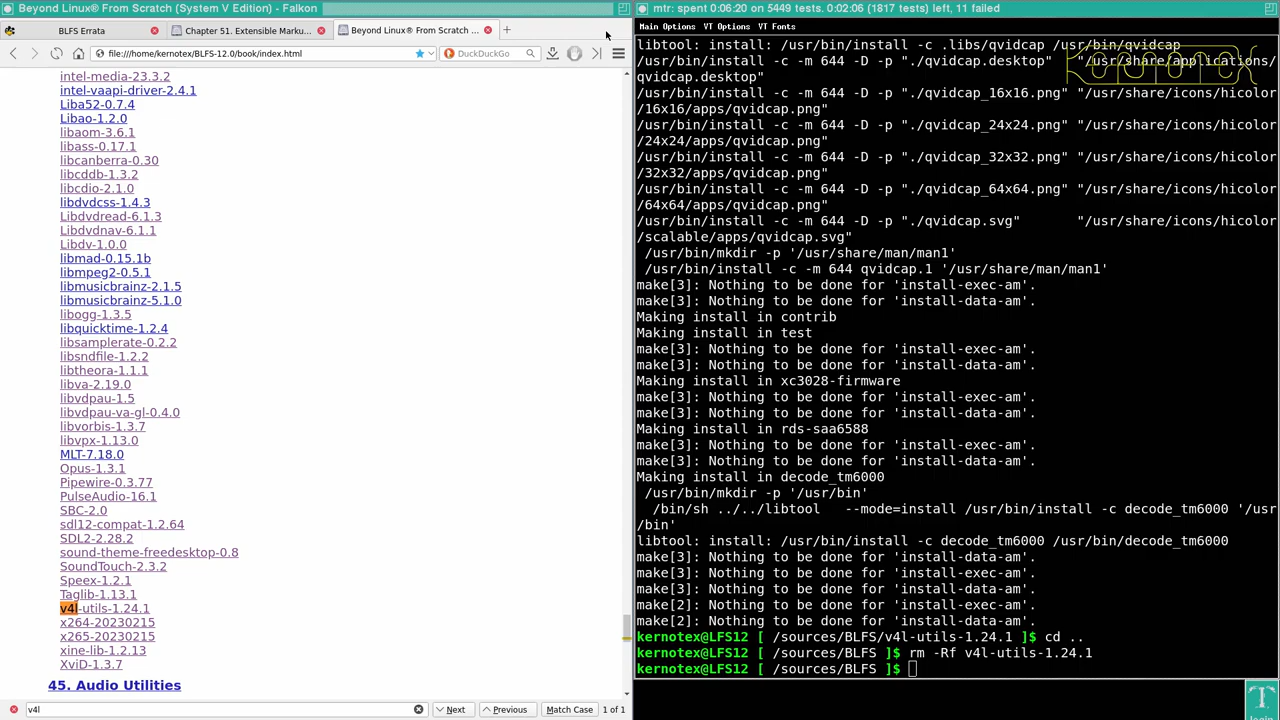 Beyond Linux® From Scratch (System V Edition) - Falkon
BLFS Errata
Chapter 51. Extensible Marku...
Beyond Linux® From Scratch ...
file:///home/kernotex/BLFS-12.0/book/index.html
DuckDuckGo
intel-media-23.3.2
intel-vaapi-driver-2.4.1
Liba52-0.7.4
Libao-1.2.0
libaom-3.6.1
libass-0.17.1
libcanberra-0.30
libcddb-1.3.2
libcdio-2.1.0
libdvdcss-1.4.3
Libdvdread-6.1.3
Libdvdnav-6.1.1
Libdv-1.0.0
libmad-0.15.1b
libmpeg2-0.5.1
libmusicbrainz-2.1.5
libmusicbrainz-5.1.0
libogg-1.3.5
libquicktime-1.2.4
libsamplerate-0.2.2
libsndfile-1.2.2
libtheora-1.1.1
libva-2.19.0
libvdpau-1.5
libvdpau-va-gl-0.4.0
libvorbis-1.3.7
libvpx-1.13.0
MLT-7.18.0
Opus-1.3.1
Pipewire-0.3.77
PulseAudio-16.1
SBC-2.0
sdl12-compat-1.2.64
SDL2-2.28.2
sound-theme-freedesktop-0.8
SoundTouch-2.3.2
Speex-1.2.1
Taglib-1.13.1
v4l-utils-1.24.1
x264-20230215
x265-20230215
xine-lib-1.2.13
XviD-1.3.7
45. Audio Utilities
v4l
Next
Previous
Match Case
1 of 1
mtr: spent 0:06:20 on 5449 tests. 0:02:06 (1817 tests) left, 11 failed
Main Options VT Options VT Fonts
libtool: install: /usr/bin/install -c .libs/qvidcap /usr/bin/qvidcap
/usr/bin/install -c -m 644 -D -p "./qvidcap.desktop" "/usr/share/applications/
qvidcap.desktop"
/usr/bin/install -c -m 644 -D -p "./qvidcap_16x16.png" "/usr/share/icons/hicolor
/16x16/apps/qvidcap.png"
/usr/bin/install -c -m 644 -D -p "./qvidcap_24x24.png" "/usr/share/icons/hicolor
/24x24/apps/qvidcap.png"
/usr/bin/install -c -m 644 -D -p "./qvidcap_32x32.png" "/usr/share/icons/hicolor
/32x32/apps/qvidcap.png"
/usr/bin/install -c -m 644 -D -p "./qvidcap_64x64.png" "/usr/share/icons/hicolor
/64x64/apps/qvidcap.png"
/usr/bin/install -c -m 644 -D -p "./qvidcap.svg" "/usr/share/icons/hicolor
/scalable/apps/qvidcap.svg"
/usr/bin/mkdir -p '/usr/share/man/man1'
/usr/bin/install -c -m 644 qvidcap.1 '/usr/share/man/man1'
make[3]: Nothing to be done for 'install-exec-am'.
make[3]: Nothing to be done for 'install-data-am'.
Making install in contrib
Making install in test
make[3]: Nothing to be done for 'install-exec-am'.
make[3]: Nothing to be done for 'install-data-am'.
Making install in xc3028-firmware
make[3]: Nothing to be done for 'install-exec-am'.
make[3]: Nothing to be done for 'install-data-am'.
Making install in rds-saa6588
make[3]: Nothing to be done for 'install-exec-am'.
make[3]: Nothing to be done for 'install-data-am'.
Making install in decode_tm6000
/usr/bin/mkdir -p '/usr/bin'
/bin/sh ../../libtool --mode=install /usr/bin/install -c decode_tm6000 '/usr
/bin'
libtool: install: /usr/bin/install -c decode_tm6000 /usr/bin/decode_tm6000
make[3]: Nothing to be done for 'install-data-am'.
make[3]: Nothing to be done for 'install-exec-am'.
make[3]: Nothing to be done for 'install-data-am'.
make[2]: Nothing to be done for 'install-exec-am'.
make[2]: Nothing to be done for 'install-data-am'.
kernotex@LFS12 [ /sources/BLFS/v4l-utils-1.24.1 ]$ cd ..
kernotex@LFS12 [ /sources/BLFS ]$ rm -Rf v4l-utils-1.24.1
kernotex@LFS12 [ /sources/BLFS ]$
login